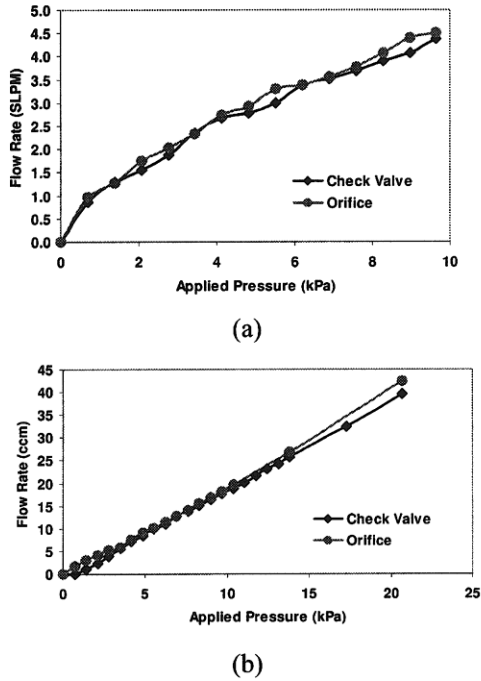 5.0
4.5
4.0
3.5
3.0
2.5
2.0
1.5
1.0
0.5
0.0
Flow Rate (SLPM)
Check Valve
Orifice
0 2 4 6 8 10
Applied Pressure (kPa)
(a)
45
40
35
30
25
20
15
10
5
0
Flow Rate (ccm)
Check Valve
Orifice
0 5 10 15 20 25
Applied Pressure (kPa)
(b)